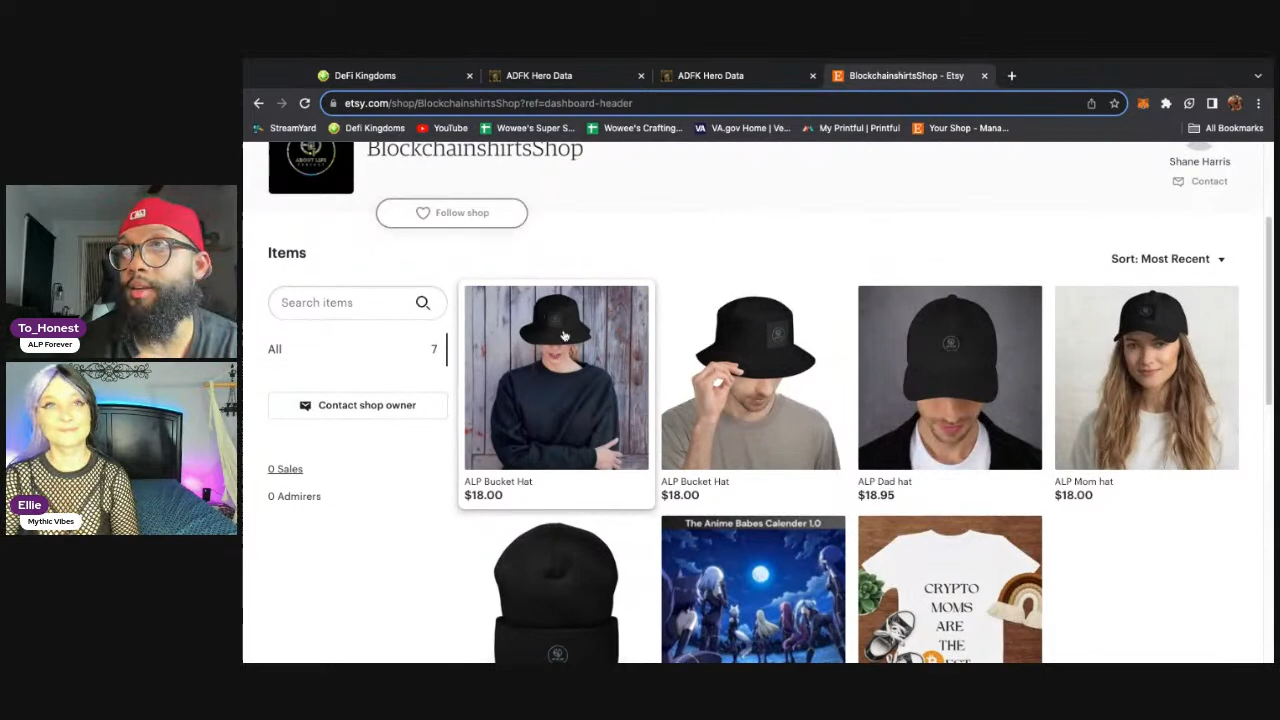 DeFi Kingdoms
ADFK Hero Data
ADFK Hero Data
BlockchainshirtsShop - Etsy
etsy.com/shop/BlockchainshirtsShop?ref=dashboard-header
StreamYard
Defi Kingdoms
YouTube
Wowee's Super S...
Wowee's Crafting...
VA VA.gov Home | Ve...
My Printful | Printful
Your Shop - Mana...
All Bookmarks
ABOUT LIFE
BlockchainshirtsShop
Shane Harris
Contact
Follow shop
Items
Sort: Most Recent
Search items
All 7
Contact shop owner
0 Sales
0 Admirers
ALP Bucket Hat
$18.00
ALP Bucket Hat
$18.00
ALP Dad hat
$18.95
ALP Mom hat
$18.00
The Anime Babes Calender 1.0
CRYPTO
MOMS
ARE
THE
To_Honest
ALP Forever
Ellie
Mythic Vibes